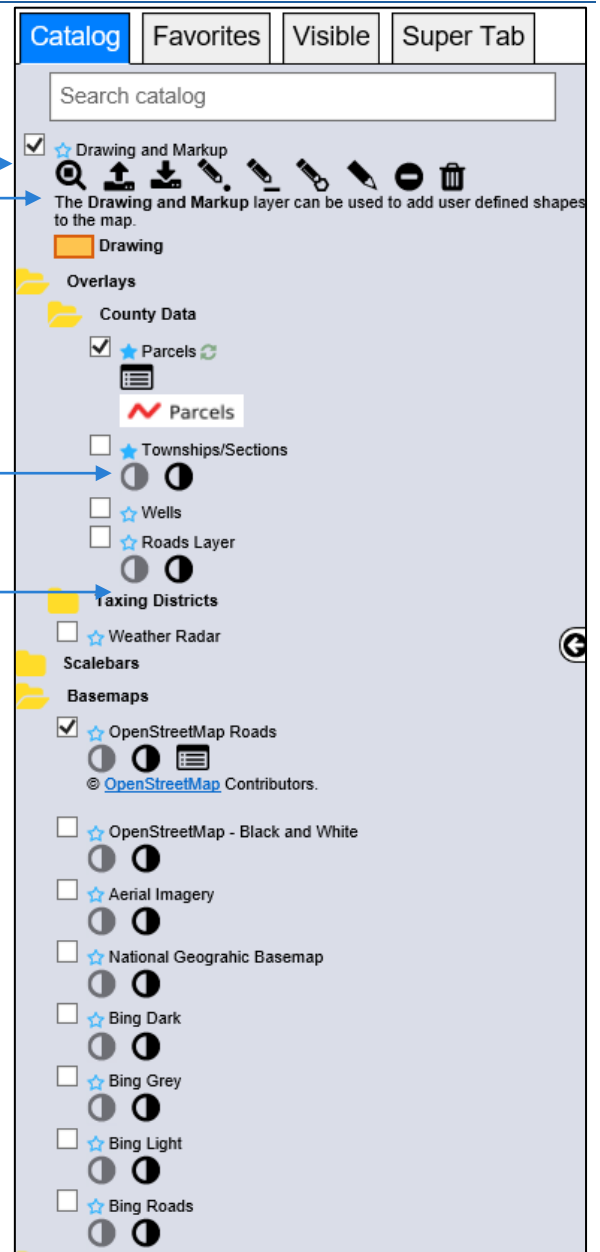 Catalog Favorites Visible Super Tab
Search catalog
Drawing and Markup
The Drawing and Markup layer can be used to add user defined shapes
to the map.
Drawing
Overlays
County Data
Parcels
Parcels
Townships/Sections
Wells
Roads Layer
Taxing Districts
Weather Radar
Scalebars
Basemaps
OpenStreetMap Roads
© OpenStreetMap Contributors.
OpenStreetMap - Black and White
Aerial Imagery
National Geograhic Basemap
Bing Dark
Bing Grey
Bing Light
Bing Roads